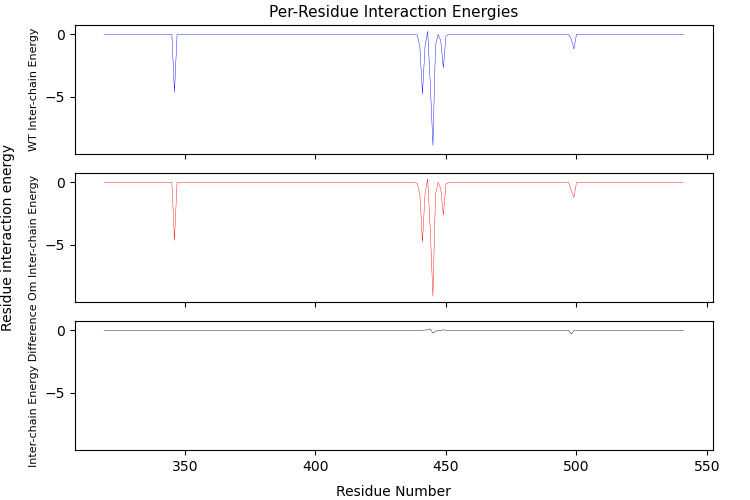 Per-Residue Interaction Energies
Residue interaction energy
WT Inter-chain Energy
0
−5
Om Inter-chain Energy
0
−5
Inter-chain Energy Difference
0
−5
350
400
450
500
550
Residue Number